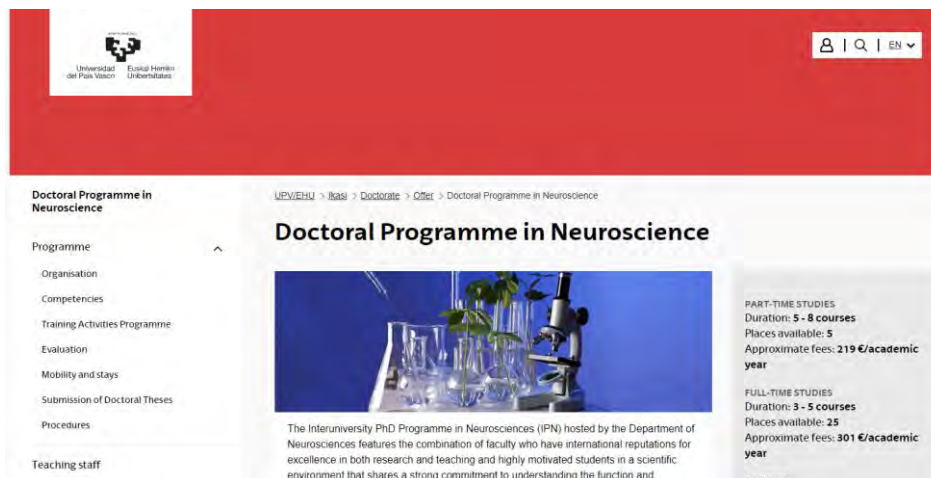 Universidad Euskal Herriko
del País Vasco Unibertsitatea
EN
Doctoral Programme in
Neuroscience
Programme
Organisation
Competencies
Training Activities Programme
Evaluation
Mobility and stays
Submission of Doctoral Theses
Procedures
Teaching staff
UPV/EHU > Ikasi > Doctorate > Offer > Doctoral Programme in Neuroscience
Doctoral Programme in Neuroscience
The Interuniversity PhD Programme in Neurosciences (IPN) hosted by the Department of
Neurosciences features the combination of faculty who have international reputations for
excellence in both research and teaching and highly motivated students in a scientific
environment that shares a strong commitment to understanding the function and
PART-TIME STUDIES
Duration: 5 - 8 courses
Places available: 5
Approximate fees: 219 €/academic
year
FULL-TIME STUDIES
Duration: 3 - 5 courses
Places available: 25
Approximate fees: 301 €/academic
year